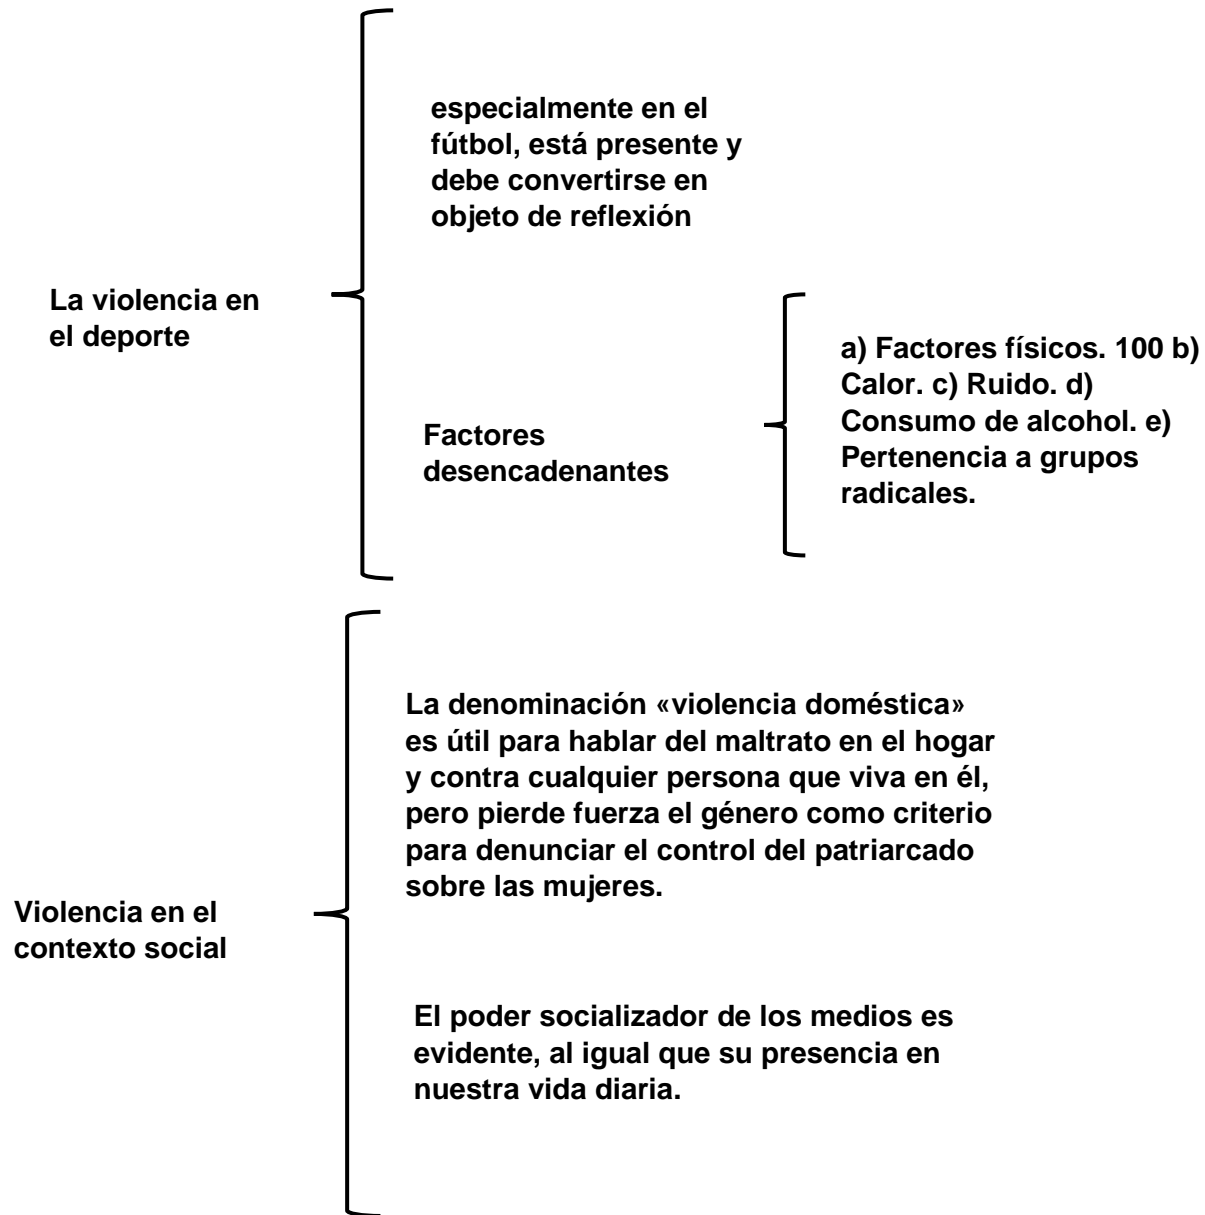 especialmente en el
fútbol, está presente y
debe convertirse en
objeto de reflexión
La violencia en
el deporte
Factores
desencadenantes
a) Factores físicos. 100 b)
Calor. c) Ruido. d)
Consumo de alcohol. e)
Pertenencia a grupos
radicales.
La denominación «violencia doméstica»
es útil para hablar del maltrato en el hogar
y contra cualquier persona que viva en él,
pero pierde fuerza el género como criterio
para denunciar el control del patriarcado
sobre las mujeres.
Violencia en el
contexto social
El poder socializador de los medios es
evidente, al igual que su presencia en
nuestra vida diaria.